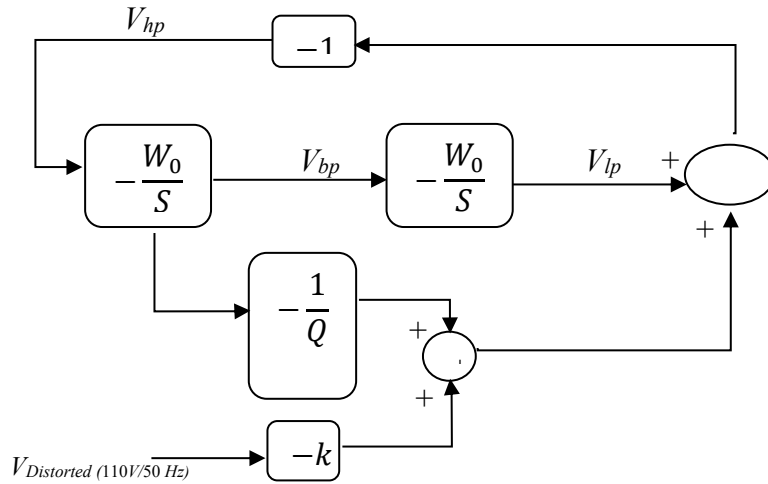 V_hp
−1
− W_0 / S
V_bp
− W_0 / S
V_lp
+
+
− 1 / Q
+
+
V_Distorted (110V/50 Hz)
−k